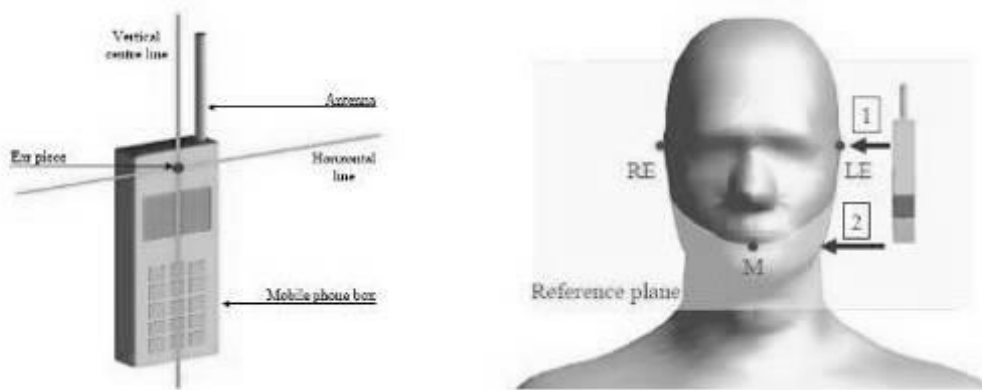 Vertical
centre line
Antenna
Ear piece
Horizontal
line
Mobile phone box
1
RE
LE
2
M
Reference plane